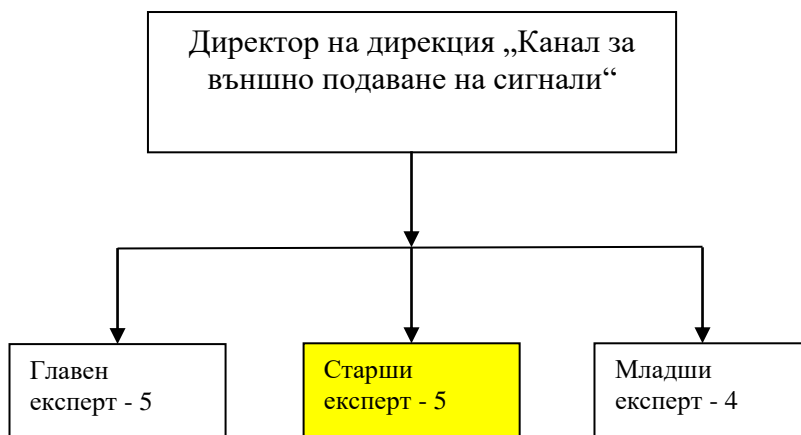 Директор на дирекция „Канал за
външно подаване на сигнали“
Главен
експерт - 5
Старши
експерт - 5
Младши
експерт - 4